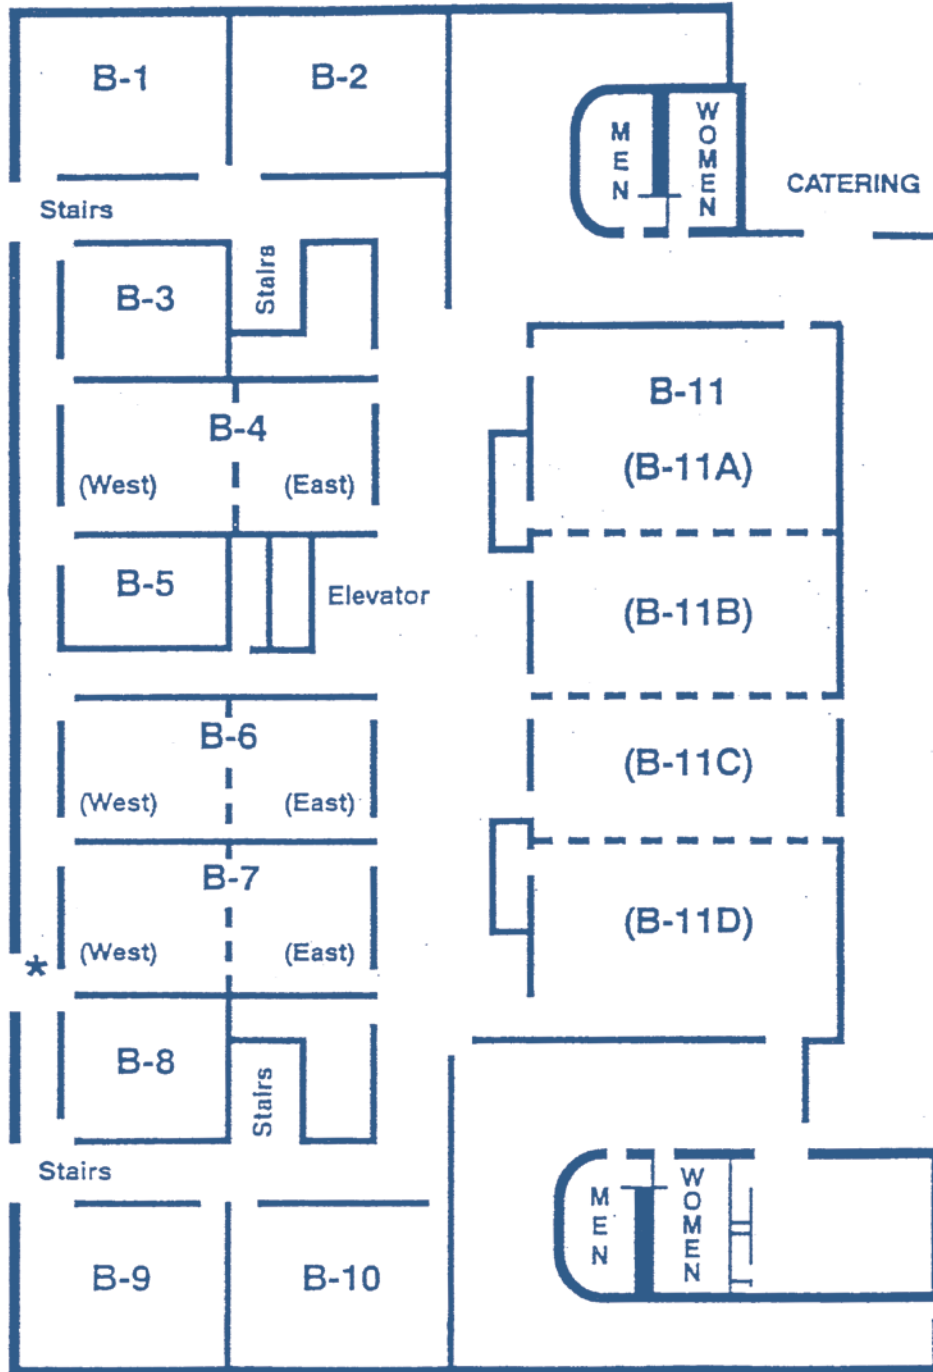 B-1
B-2
MEN
WOMEN
CATERING
Stairs
Stairs
B-3
B-4
(West)
(East)
B-11
(B-11A)
B-5
Elevator
(B-11B)
B-6
(West)
(East)
(B-11C)
B-7
(West)
(East)
(B-11D)
*
B-8
Stairs
Stairs
MEN
WOMEN
B-9
B-10